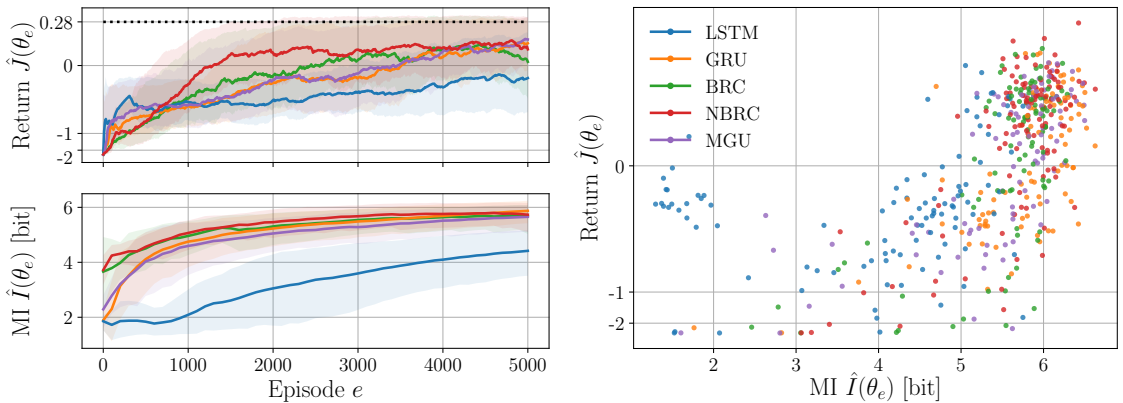 Return Ĵ(θₑ)
0.28
0
-1
-2
MI Î(θₑ) [bit]
6
4
2
0 1000 2000 3000 4000 5000
Episode e
Return Ĵ(θₑ)
0
-1
-2
LSTM
GRU
BRC
NBRC
MGU
2 3 4 5 6
MI Î(θₑ) [bit]